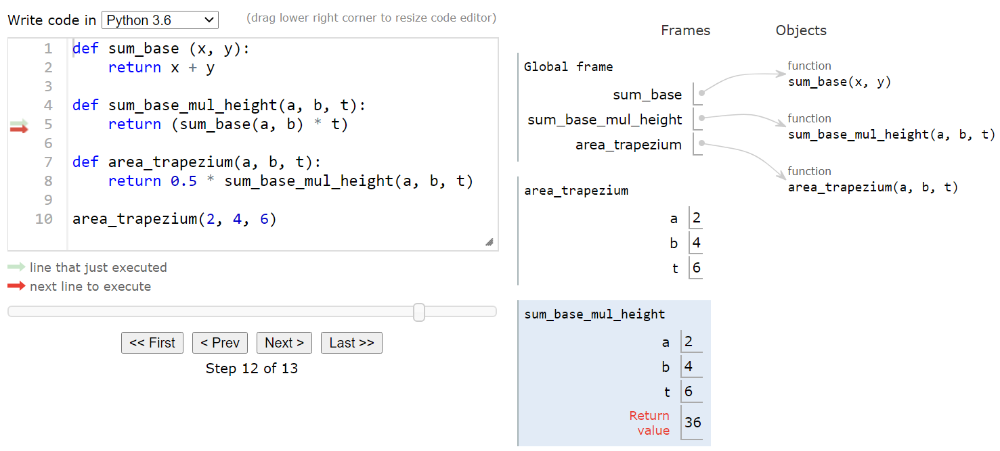 Write code in Python 3.6
(drag lower right corner to resize code editor)
1 def sum_base (x, y):
2     return x + y
3
4 def sum_base_mul_height(a, b, t):
5     return (sum_base(a, b) * t)
6
7 def area_trapezium(a, b, t):
8     return 0.5 * sum_base_mul_height(a, b, t)
9
10 area_trapezium(2, 4, 6)
line that just executed
next line to execute
<< First < Prev Next > Last >>
Step 12 of 13
Frames Objects
Global frame
sum_base
sum_base_mul_height
area_trapezium
function
sum_base(x, y)
function
sum_base_mul_height(a, b, t)
function
area_trapezium(a, b, t)
area_trapezium
a 2
b 4
t 6
sum_base_mul_height
a 2
b 4
t 6
Return
value 36